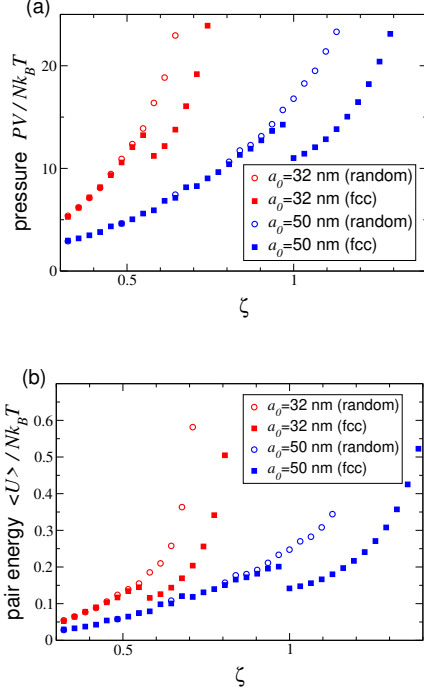 (a)
pressure PV/Nk_BT
20
10
0
a_0=32 nm (random)
a_0=32 nm (fcc)
a_0=50 nm (random)
a_0=50 nm (fcc)
0.5
1
ζ
(b)
pair energy <U>/Nk_BT
0.6
0.5
0.4
0.3
0.2
0.1
0
a_0=32 nm (random)
a_0=32 nm (fcc)
a_0=50 nm (random)
a_0=50 nm (fcc)
0.5
1
ζ